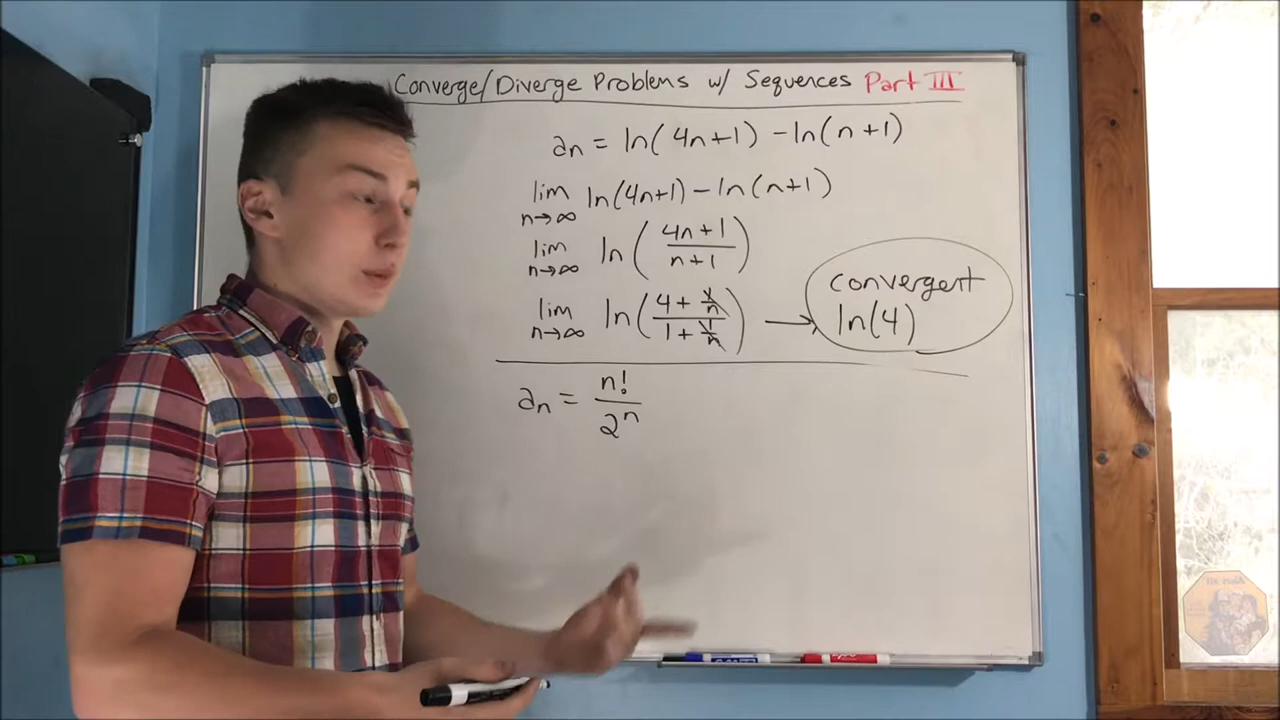 Converge/Diverge Problems w/ Sequences Part III
an = ln(4n+1) - ln(n+1)
lim n→∞ ln(4n+1) - ln(n+1)
lim n→∞ ln((4n+1)/(n+1))
lim n→∞ ln((4+1/n)/(1+1/n)) → convergent
ln(4)
an = n!/2^n